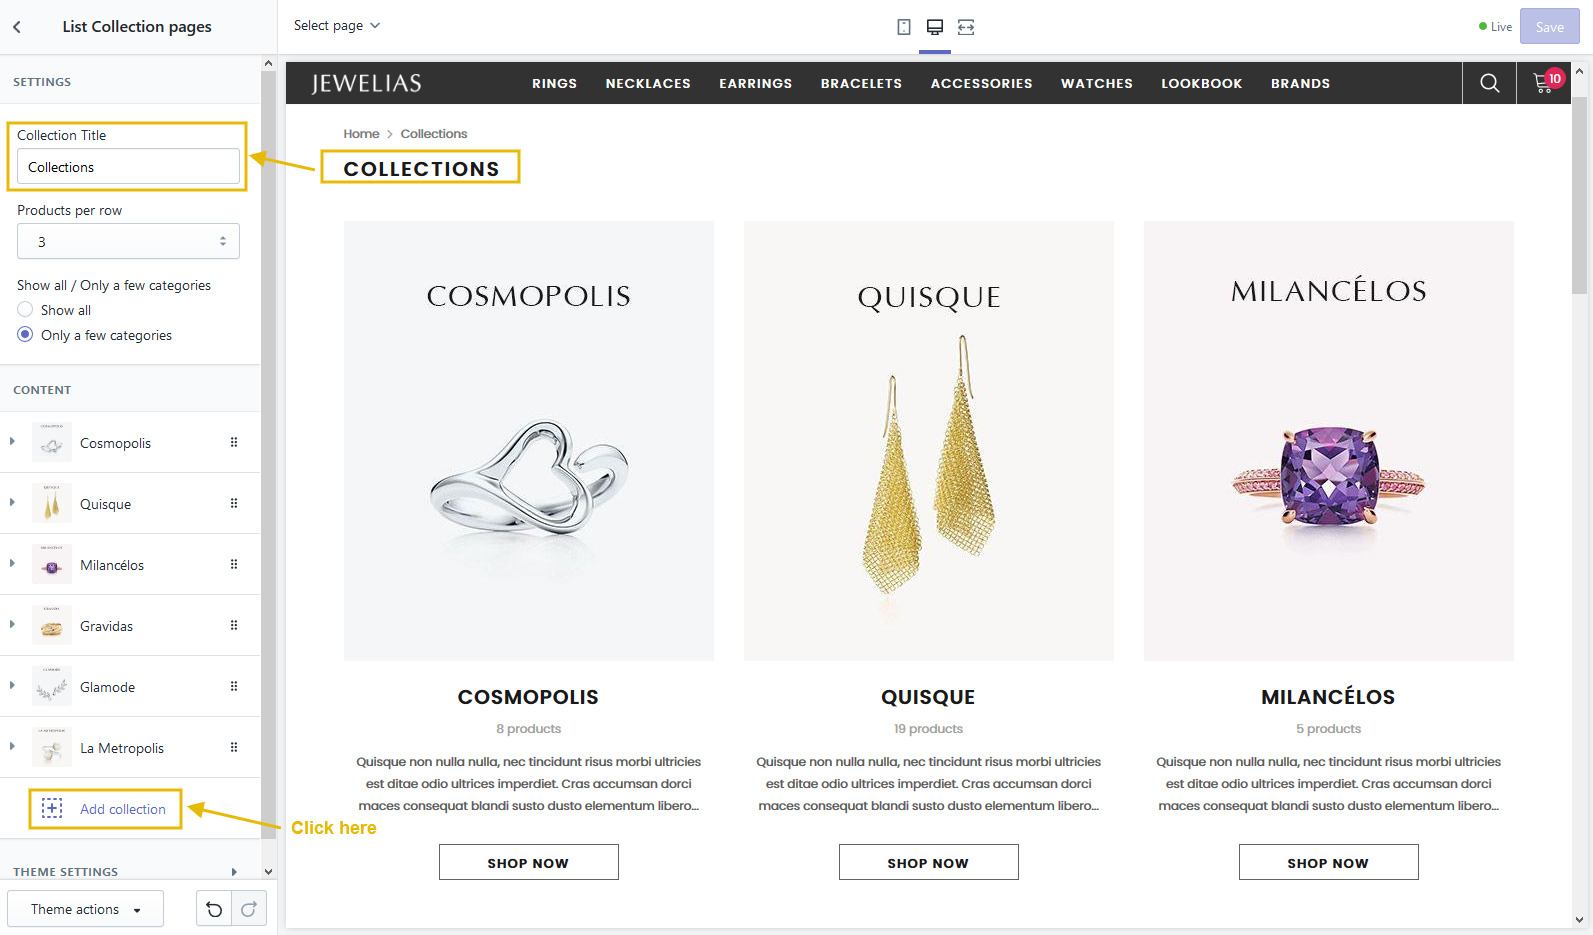 List Collection pages
Select page
Live
Save
SETTINGS
Collection Title
Collections
Products per row
3
Show all / Only a few categories
Show all
Only a few categories
CONTENT
Cosmopolis
Quisque
Milancélos
Gravidas
Glamode
La Metropolis
Add collection
Click here
THEME SETTINGS
Theme actions
JEWELIAS
RINGS NECKLACES EARRINGS BRACELETS ACCESSORIES WATCHES LOOKBOOK BRANDS
10
Home > Collections
COLLECTIONS
COSMOPOLIS
QUISQUE
MILANCÉLOS
COSMOPOLIS
8 products
Quisque non nulla nulla, nec tincidunt risus morbi ultricies
est ditae odio ultrices imperdiet. Cras accumsan dorci
maces consequat blandi susto dusto elementum libero...
SHOP NOW
QUISQUE
19 products
Quisque non nulla nulla, nec tincidunt risus morbi ultricies
est ditae odio ultrices imperdiet. Cras accumsan dorci
maces consequat blandi susto dusto elementum libero...
SHOP NOW
MILANCÉLOS
5 products
Quisque non nulla nulla, nec tincidunt risus morbi ultricies
est ditae odio ultrices imperdiet. Cras accumsan dorci
maces consequat blandi susto dusto elementum libero...
SHOP NOW